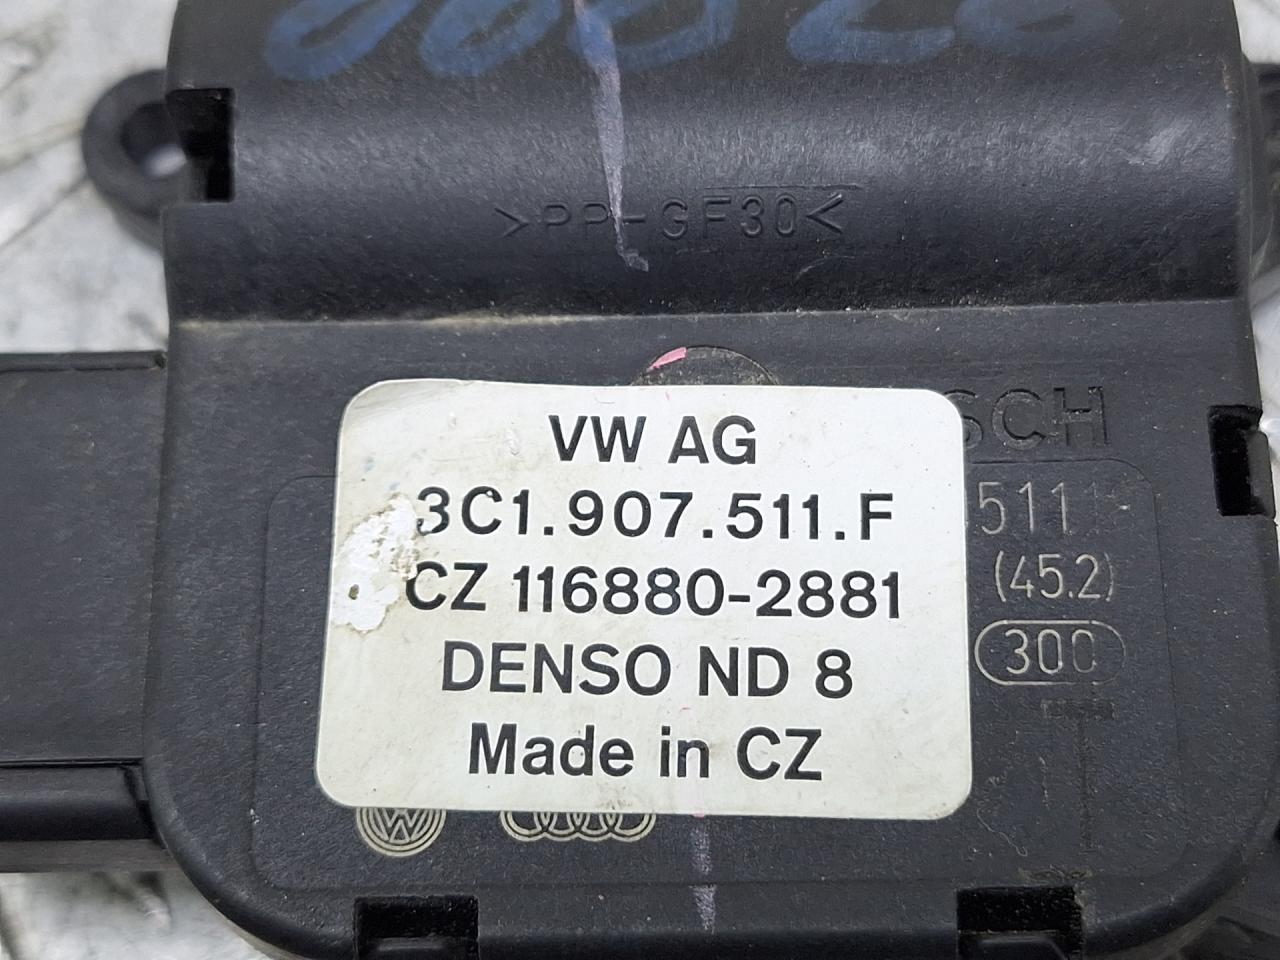 >PP-GF30<
VW AG
3C1.907.511.F
CZ 116880-2881
DENSO ND 8
Made in CZ
SCH
511
(45.2)
300